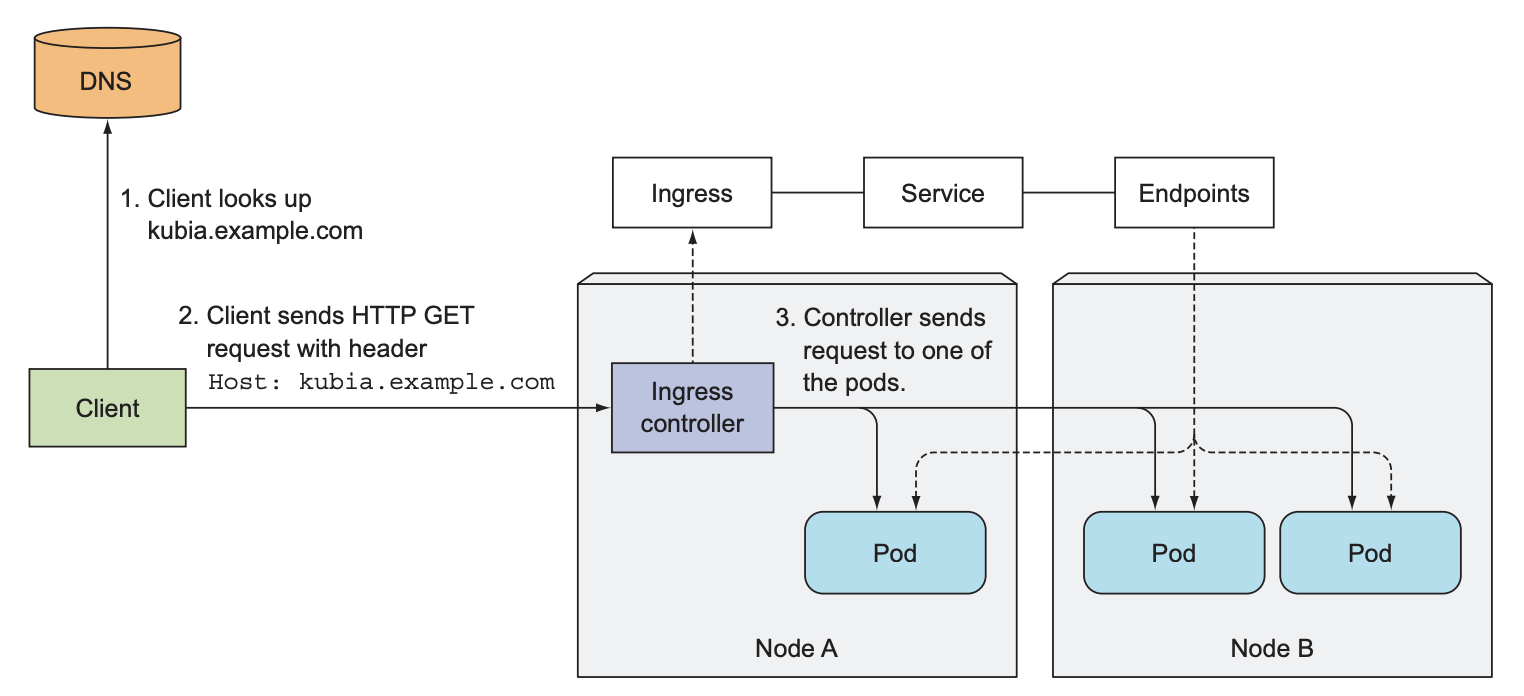 DNS
1. Client looks up
kubia.example.com
Ingress
Service
Endpoints
2. Client sends HTTP GET
request with header
Host: kubia.example.com
3. Controller sends
request to one of
the pods.
Client
Ingress
controller
Pod
Pod
Pod
Node A
Node B